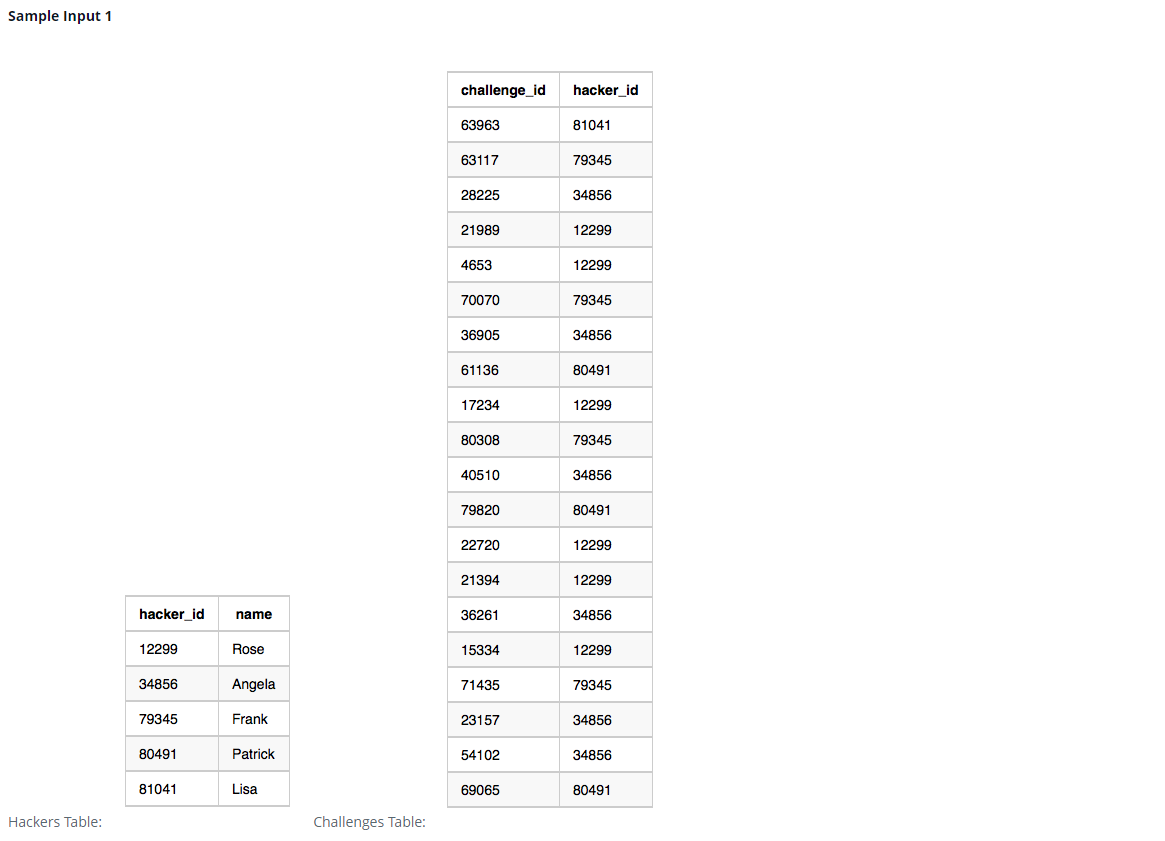 Sample Input 1
challenge_id hacker_id
63963 81041
63117 79345
28225 34856
21989 12299
4653 12299
70070 79345
36905 34856
61136 80491
17234 12299
80308 79345
40510 34856
79820 80491
22720 12299
21394 12299
36261 34856
15334 12299
71435 79345
23157 34856
54102 34856
69065 80491
hacker_id name
12299 Rose
34856 Angela
79345 Frank
80491 Patrick
81041 Lisa
Hackers Table:
Challenges Table: